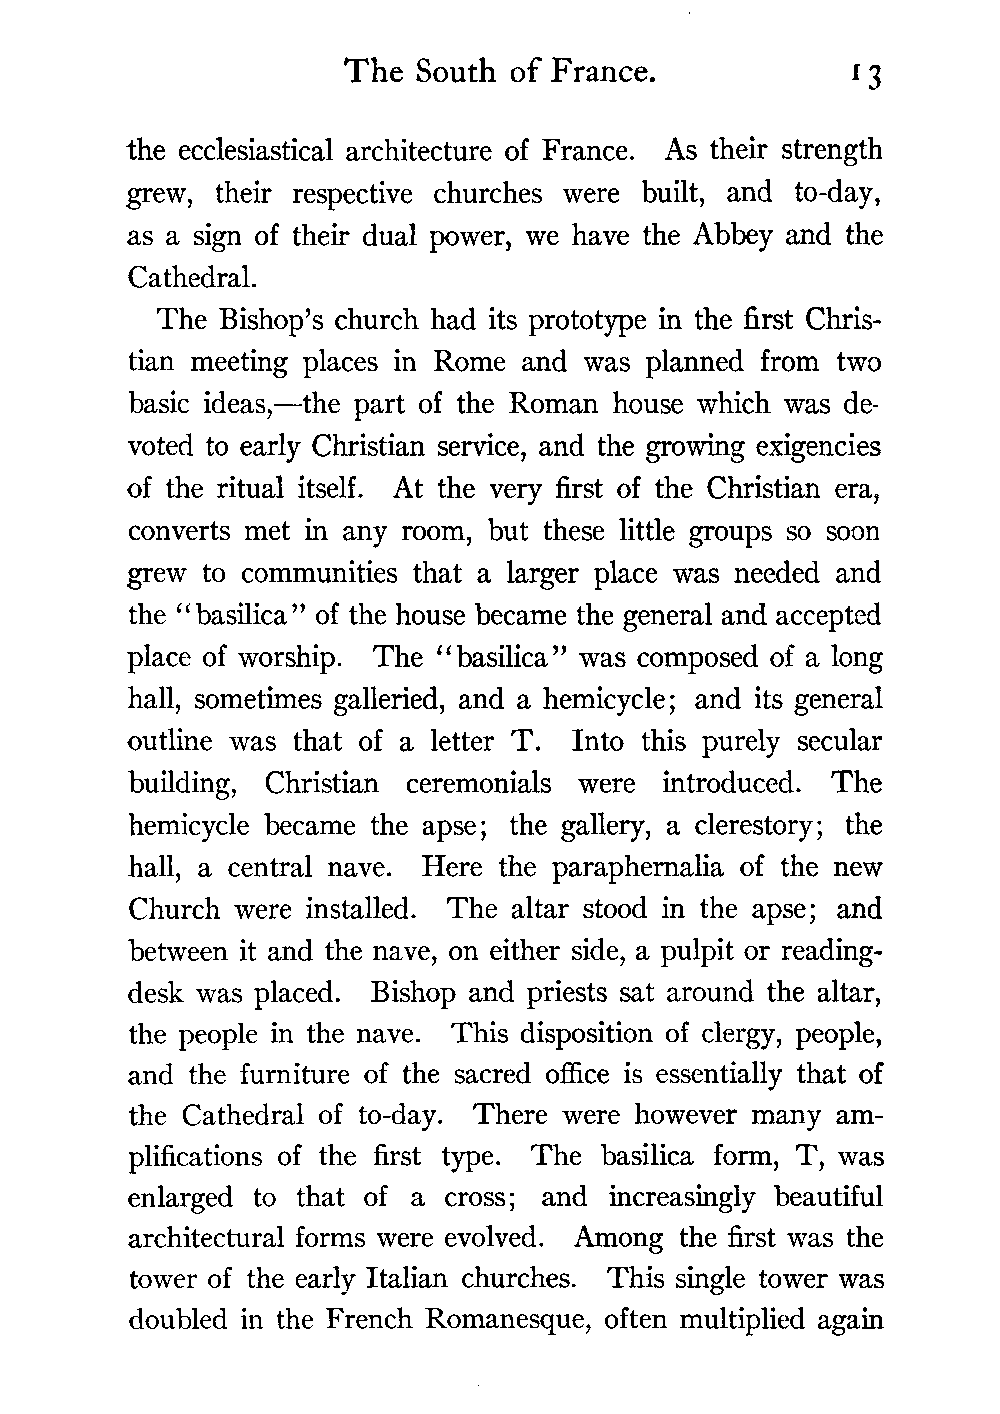 The South of France. 13
the ecclesiastical architecture of France. As their strength
grew, their respective churches were built, and to-day,
as a sign of their dual power, we have the Abbey and the
Cathedral.
The Bishop's church had its prototype in the first Chris-
tian meeting places in Rome and was planned from two
basic ideas,—the part of the Roman house which was de-
voted to early Christian service, and the growing exigencies
of the ritual itself. At the very first of the Christian era,
converts met in any room, but these little groups so soon
grew to communities that a larger place was needed and
the "basilica" of the house became the general and accepted
place of worship. The "basilica" was composed of a long
hall, sometimes galleried, and a hemicycle; and its general
outline was that of a letter T. Into this purely secular
building, Christian ceremonials were introduced. The
hemicycle became the apse; the gallery, a clerestory; the
hall, a central nave. Here the paraphernalia of the new
Church were installed. The altar stood in the apse; and
between it and the nave, on either side, a pulpit or reading-
desk was placed. Bishop and priests sat around the altar,
the people in the nave. This disposition of clergy, people,
and the furniture of the sacred office is essentially that of
the Cathedral of to-day. There were however many am-
plifications of the first type. The basilica form, T, was
enlarged to that of a cross; and increasingly beautiful
architectural forms were evolved. Among the first was the
tower of the early Italian churches. This single tower was
doubled in the French Romanesque, often multiplied again